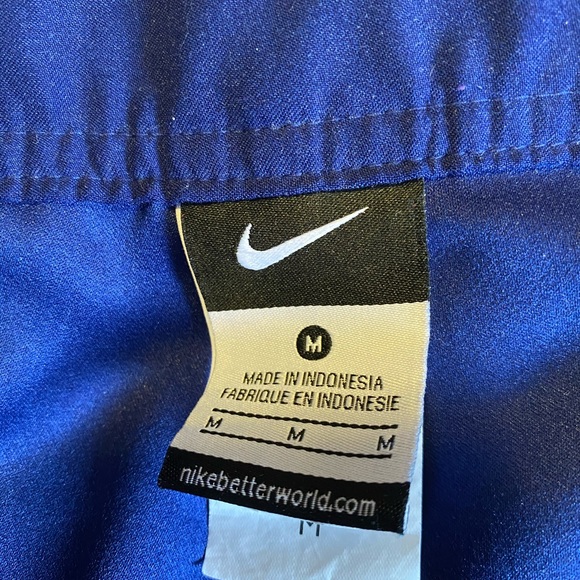 M
MADE IN INDONESIA
FABRIQUE EN INDONESIE
M M M
nikebetterworld.com
M